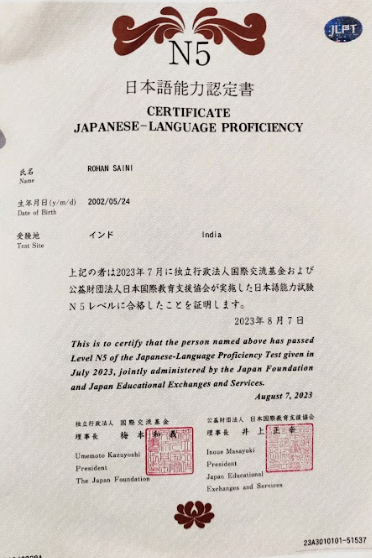 JLPT
N5
日本語能力認定書
CERTIFICATE
JAPANESE-LANGUAGE PROFICIENCY
氏名 ROHAN SAINI
Name
生年月日(y/m/d) 2002/05/24
Date of Birth
受験地 インド India
Test Site
上記の者は2023年7月に独立行政法人国際交流基金および
公益財団法人日本国際教育支援協会が実施した日本語能力試験
N5レベルに合格したことを証明します。
2023年8月7日
This is to certify that the person named above has passed
Level N5 of the Japanese-Language Proficiency Test given in
July 2023, jointly administered by the Japan Foundation
and Japan Educational Exchanges and Services.
August 7, 2023
独立行政法人 国際交流基金
理事長 梅本和義
Umemoto Kazuyoshi
President
The Japan Foundation
公益財団法人 日本国際教育支援協会
理事長 井上正幸
Inoue Masayuki
President
Japan Educational
Exchanges and Services
23A3010101-51537